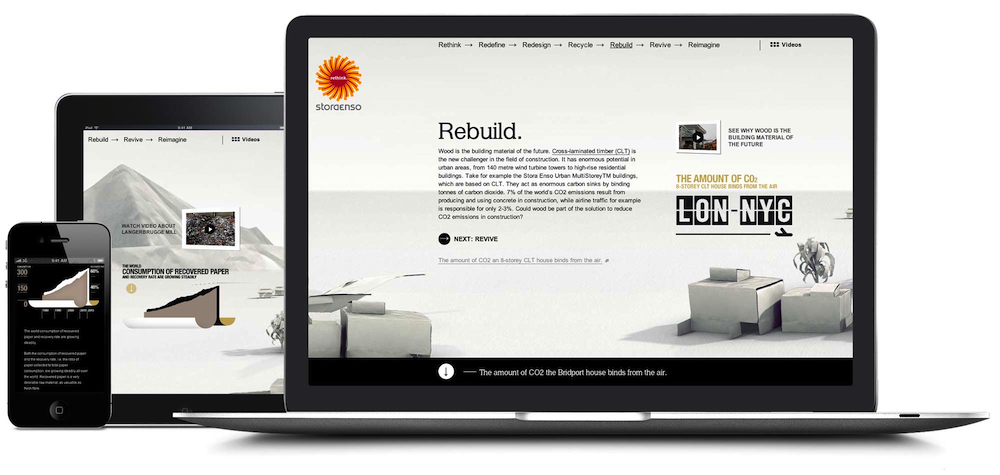 Rethink → Redefine → Redesign → Recycle → Rebuild → Revive → Reimagine
Videos
rethink.
storaenso
Rebuild.
Wood is the building material of the future. Cross-laminated timber (CLT) is
the new challenger in the field of construction. It has enormous potential in
urban areas, from 140 metre wind turbine towers to high-rise residential
buildings. Take for example the Stora Enso Urban MultiStoreyTM buildings,
which are based on CLT. They act as enormous carbon sinks by binding
tonnes of carbon dioxide. 7% of the world's CO2 emissions result from
producing and using concrete in construction, while airline traffic for example
is responsible for only 2-3%. Could wood be part of the solution to reduce
CO2 emissions in construction?
NEXT: REVIVE
The amount of CO2 an 8-storey CLT house binds from the air.
SEE WHY WOOD IS THE
BUILDING MATERIAL OF
THE FUTURE
THE AMOUNT OF CO2
8-STOREY CLT HOUSE BINDS FROM THE AIR
LON-NYC
The amount of CO2 the Bridport house binds from the air.
iPad
9:41 AM
Rebuild → Revive → Reimagine
Videos
WATCH VIDEO ABOUT
LANGERBRUGGE MILL
THE WORLD
CONSUMPTION OF RECOVERED PAPER
AND RECOVERY RATE ARE GROWING STEADILY
9:41 AM
300
150
0
The world consumption of recovered
paper and recovery rate are growing
steadily.
Both the consumption of recovered paper
and the recovery rate, i.e. the ratio of
paper collected to total paper
consumption, are growing steadily all over
the world. Recovered paper is a very
desirable raw material, as valuable as
fresh fibre.